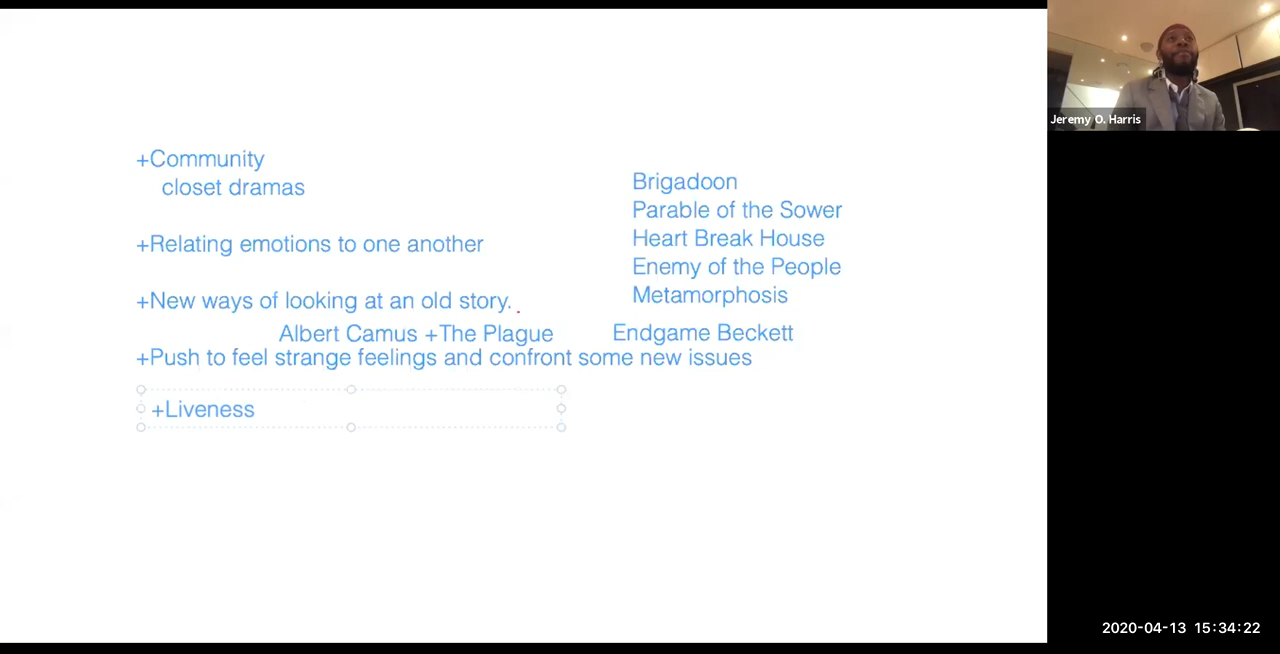 +Community
closet dramas
+Relating emotions to one another
+New ways of looking at an old story.
Albert Camus +The Plague
+Push to feel strange feelings and confront some new issues
+Liveness
Brigadoon
Parable of the Sower
Heart Break House
Enemy of the People
Metamorphosis
Endgame Beckett
Jeremy O. Harris
2020-04-13 15:34:22